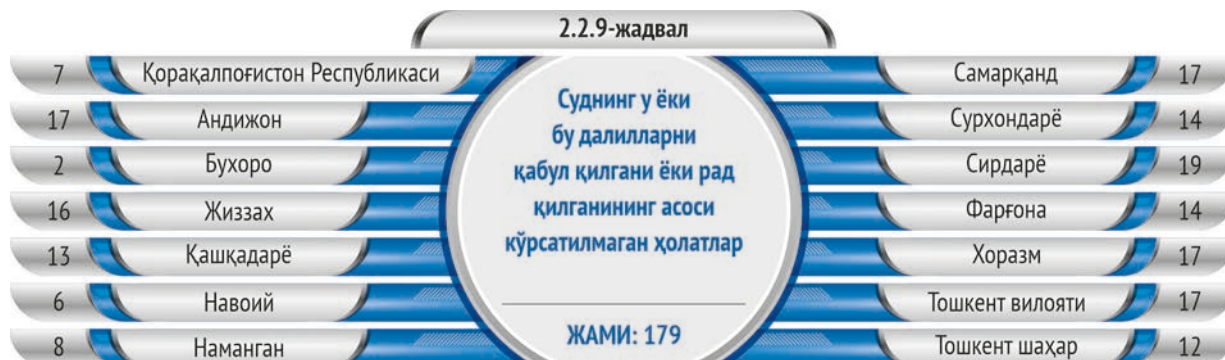 2.2.9-жадвал
7 Қорақалпоғистон Республикаси
17 Андижон
2 Бухоро
16 Жиззах
13 Қашқадарё
6 Навоий
8 Наманган
Суднинг у ёки
бу далилларни
қабул қилгани ёки рад
қилганининг асоси
кўрсатилмаган ҳолатлар
ЖАМИ: 179
Самарқанд 17
Сурхондарё 14
Сирдарё 19
Фарғона 14
Хоразм 17
Тошкент вилояти 17
Тошкент шаҳар 12